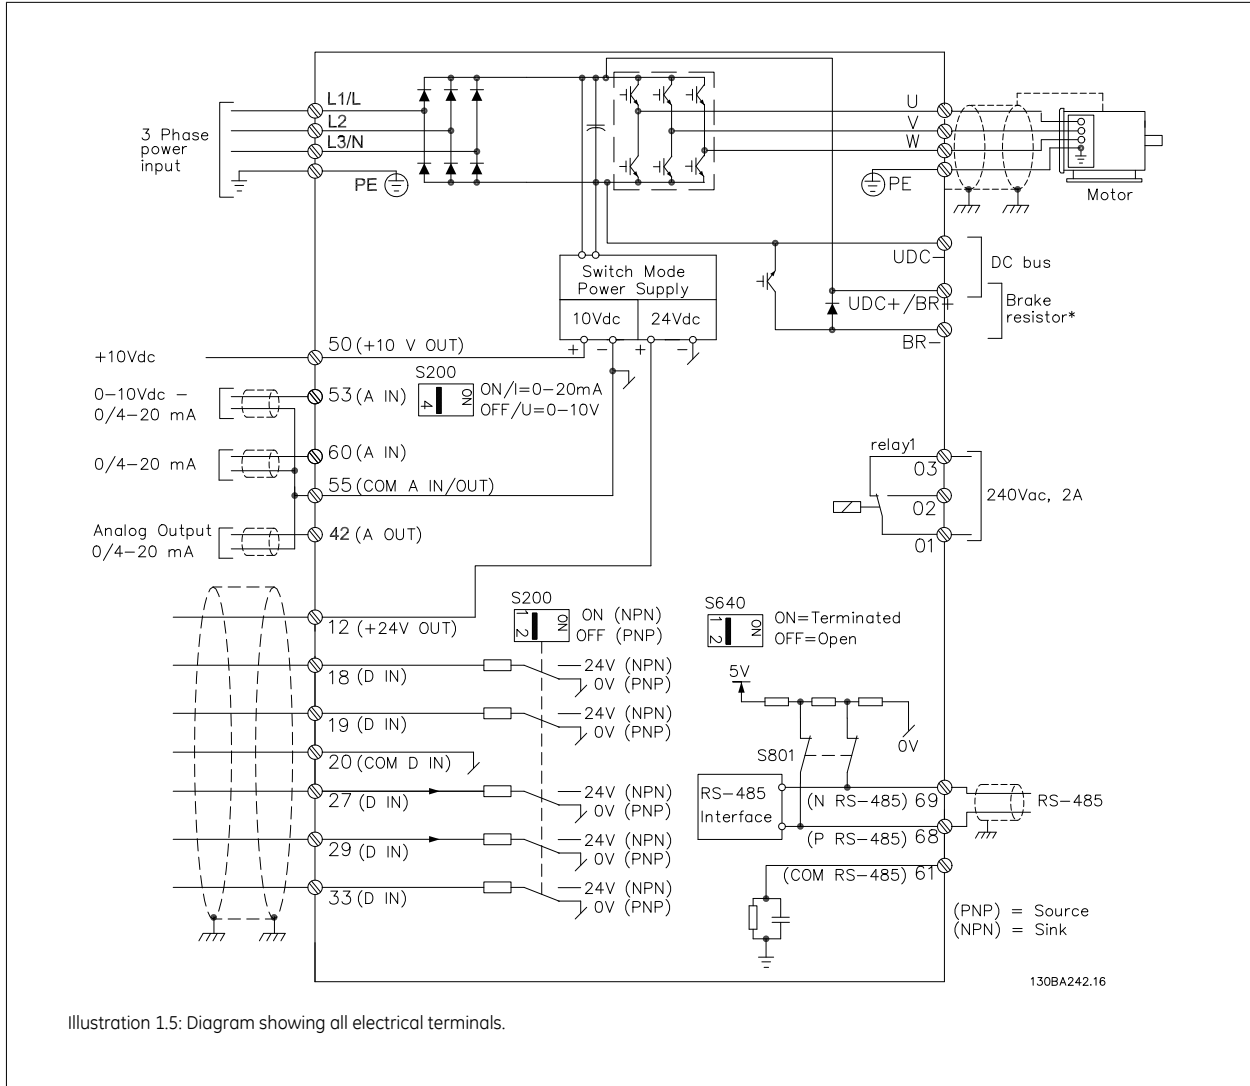 L1/L
L2
L3/N
PE
3 Phase
power
input
U
V
W
PE
Motor
UDC-
DC bus
UDC+/BR+
Brake
resistor*
BR-
Switch Mode
Power Supply
10Vdc
24Vdc
+ - + -
+10Vdc
50 (+10 V OUT)
S200
ON
4
ON/I=0-20mA
OFF/U=0-10V
0-10Vdc -
0/4-20 mA
53 (A IN)
0/4-20 mA
60 (A IN)
55 (COM A IN/OUT)
Analog Output
0/4-20 mA
42 (A OUT)
relay1
03
02
01
240Vac, 2A
12 (+24V OUT)
S200
ON
1 2
ON (NPN)
OFF (PNP)
S640
ON
1 2
ON=Terminated
OFF=Open
18 (D IN)
24V (NPN)
0V (PNP)
19 (D IN)
24V (NPN)
0V (PNP)
20 (COM D IN)
27 (D IN)
24V (NPN)
0V (PNP)
29 (D IN)
24V (NPN)
0V (PNP)
33 (D IN)
24V (NPN)
0V (PNP)
5V
0V
S801
RS-485
Interface
(N RS-485) 69
RS-485
(P RS-485) 68
(COM RS-485) 61
(PNP) = Source
(NPN) = Sink
130BA242.16
Illustration 1.5: Diagram showing all electrical terminals.